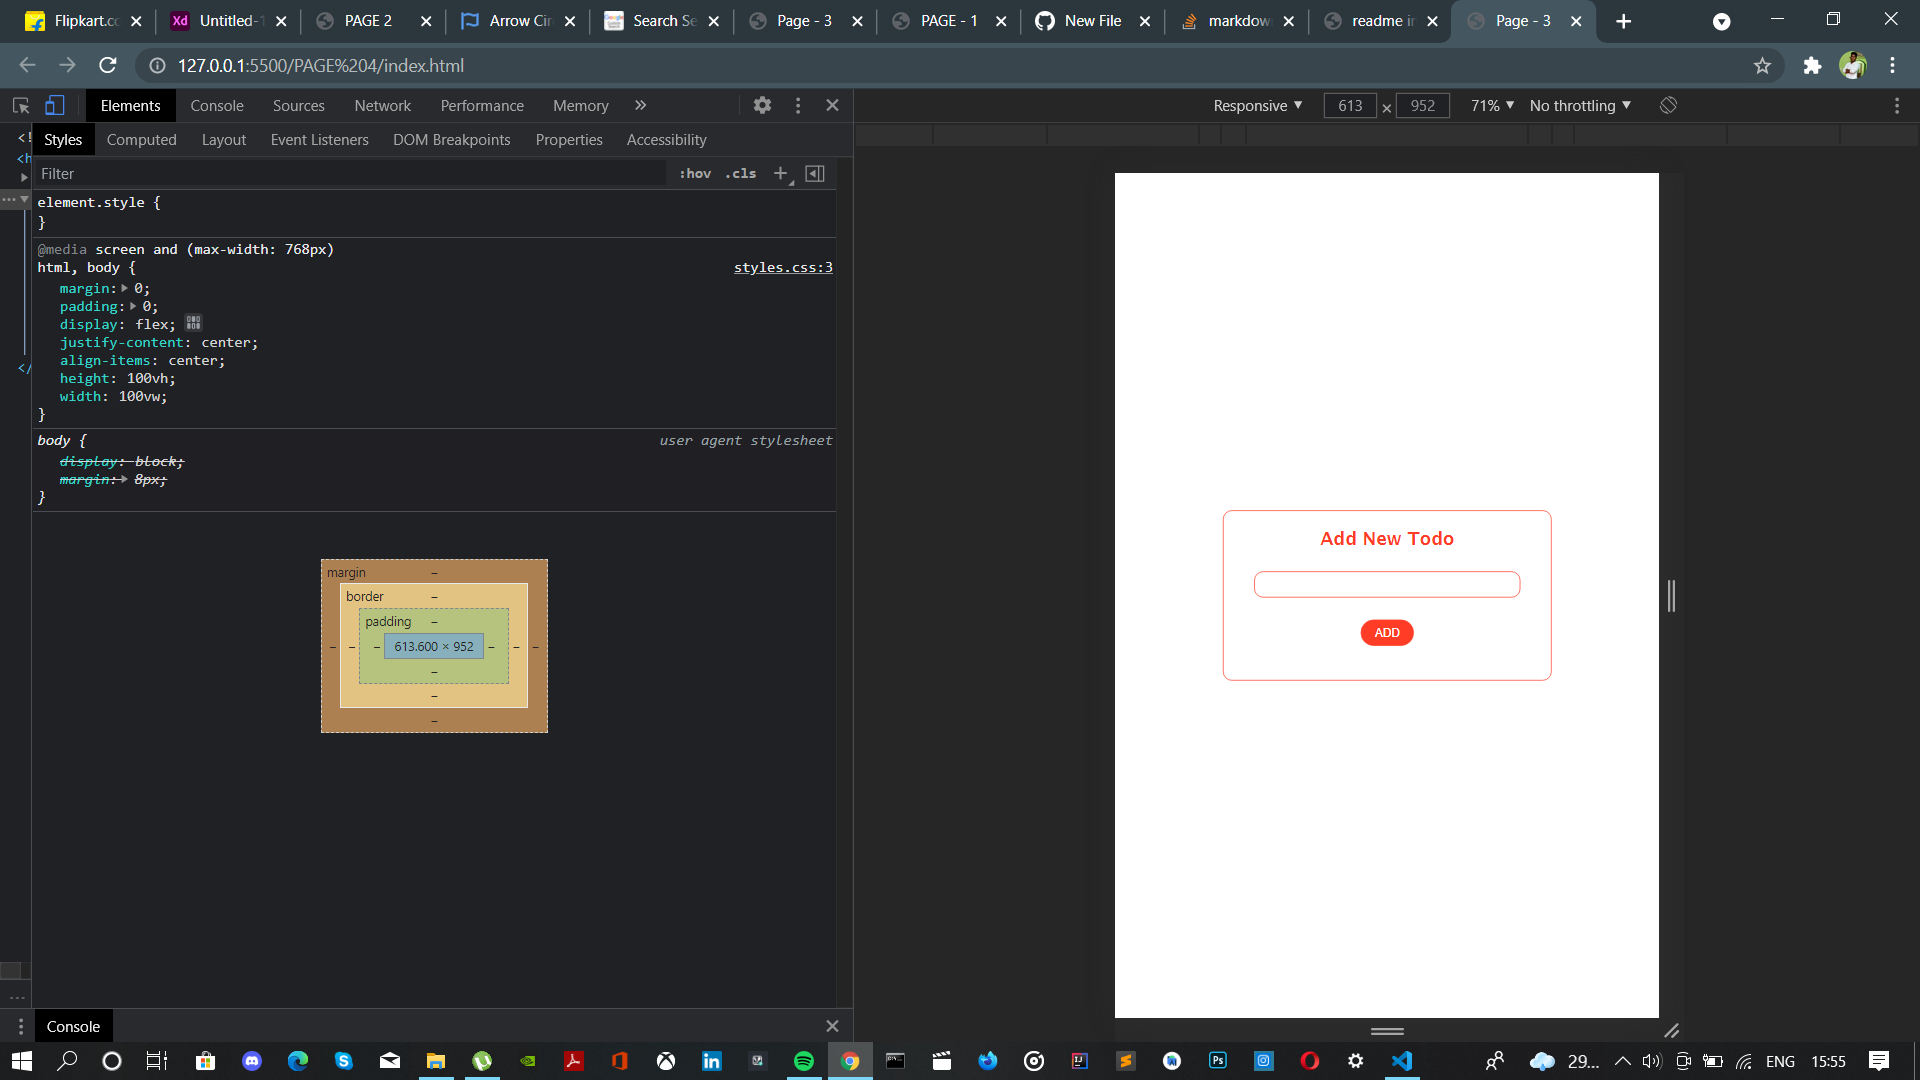 Flipkart.co
Xd Untitled-1
PAGE 2
Arrow Cir
Search Se
Page - 3
PAGE - 1
New File
markdow
readme in
Page - 3
127.0.0.1:5500/PAGE%204/index.html
Elements Console Sources Network Performance Memory »
Responsive ▼ 613 × 952 71% ▼ No throttling ▼
Styles Computed Layout Event Listeners DOM Breakpoints Properties Accessibility
Filter :hov .cls +
<!
<h
</
element.style {
}
@media screen and (max-width: 768px)
html, body { styles.css:3
margin: 0;
padding: 0;
display: flex;
justify-content: center;
align-items: center;
height: 100vh;
width: 100vw;
}
body { user agent stylesheet
display: block;
margin: 8px;
}
margin –
border –
padding –
– – – 613.600 × 952 – – –
–
–
–
Add New Todo
ADD
...
Console
29... ENG 15:55